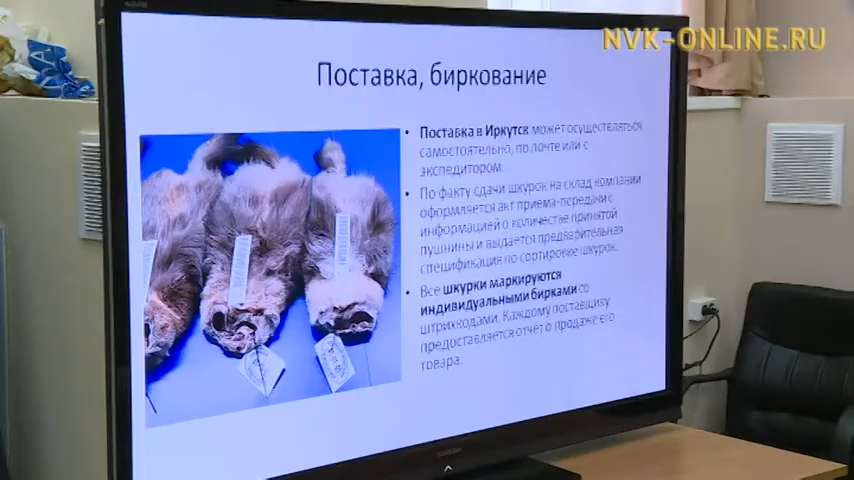 NVK-ONLINE.RU
Поставка, биркование
• Поставка в Иркутск может осуществляться
самостоятельно, по почте или с
экспедитором.
• По факту сдачи шкурок на склад компании
оформляется акт приема-передачи с
информацией о количестве принятой
пушнины и выдается предварительная
спецификация по сортировке шкурок.
• Все шкурки маркируются
индивидуальными бирками со
штрихкодами. Каждому поставщику
предоставляется отчёт о продаже его
товара.